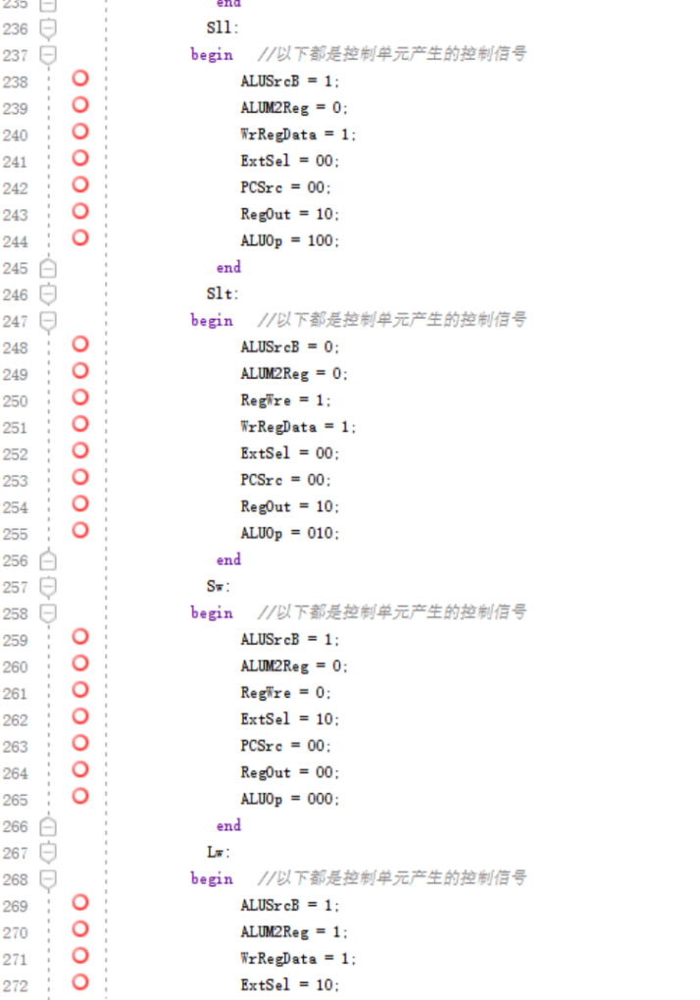 235 end
236 Sll:
237 begin //以下都是控制单元产生的控制信号
238 ALUSrcB = 1;
239 ALUM2Reg = 0;
240 WrRegData = 1;
241 ExtSel = 00;
242 PCSrc = 00;
243 RegOut = 10;
244 ALUOp = 100;
245 end
246 Slt:
247 begin //以下都是控制单元产生的控制信号
248 ALUSrcB = 0;
249 ALUM2Reg = 0;
250 RegWre = 1;
251 WrRegData = 1;
252 ExtSel = 00;
253 PCSrc = 00;
254 RegOut = 10;
255 ALUOp = 010;
256 end
257 Sw:
258 begin //以下都是控制单元产生的控制信号
259 ALUSrcB = 1;
260 ALUM2Reg = 0;
261 RegWre = 0;
262 ExtSel = 10;
263 PCSrc = 00;
264 RegOut = 00;
265 ALUOp = 000;
266 end
267 Lw:
268 begin //以下都是控制单元产生的控制信号
269 ALUSrcB = 1;
270 ALUM2Reg = 1;
271 WrRegData = 1;
272 ExtSel = 10;